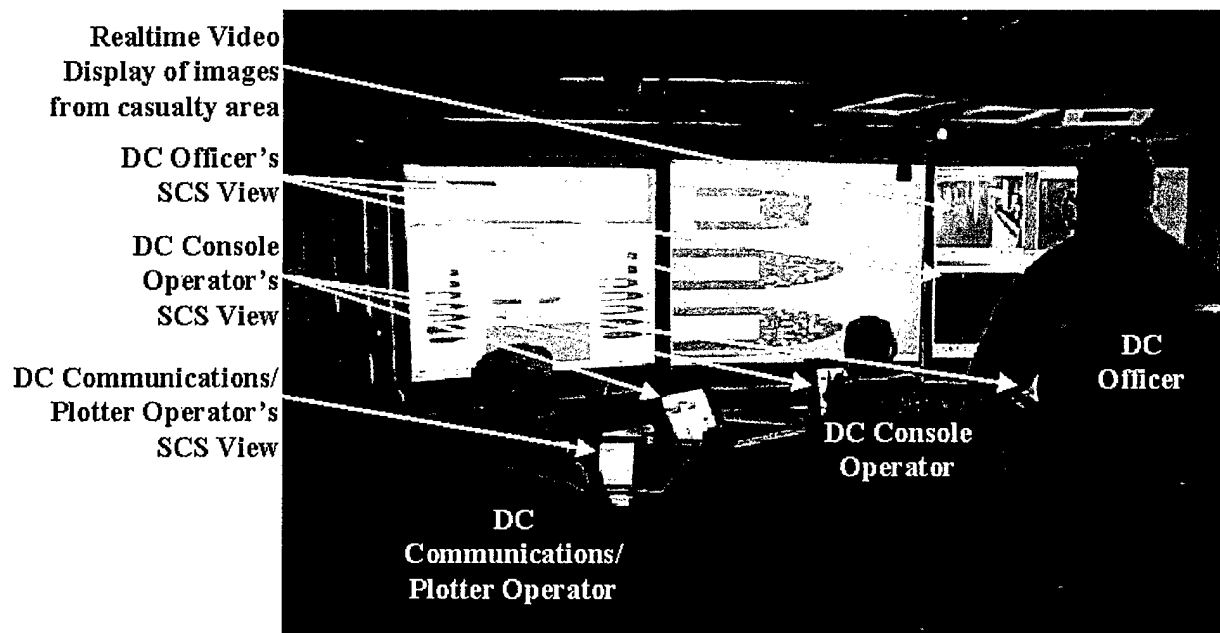 Realtime Video
Display of images
from casualty area
DC Officer's
SCS View
DC Console
Operator's
SCS View
DC Communications/
Plotter Operator's
SCS View
DC
Officer
DC Console
Operator
DC
Communications/
Plotter Operator